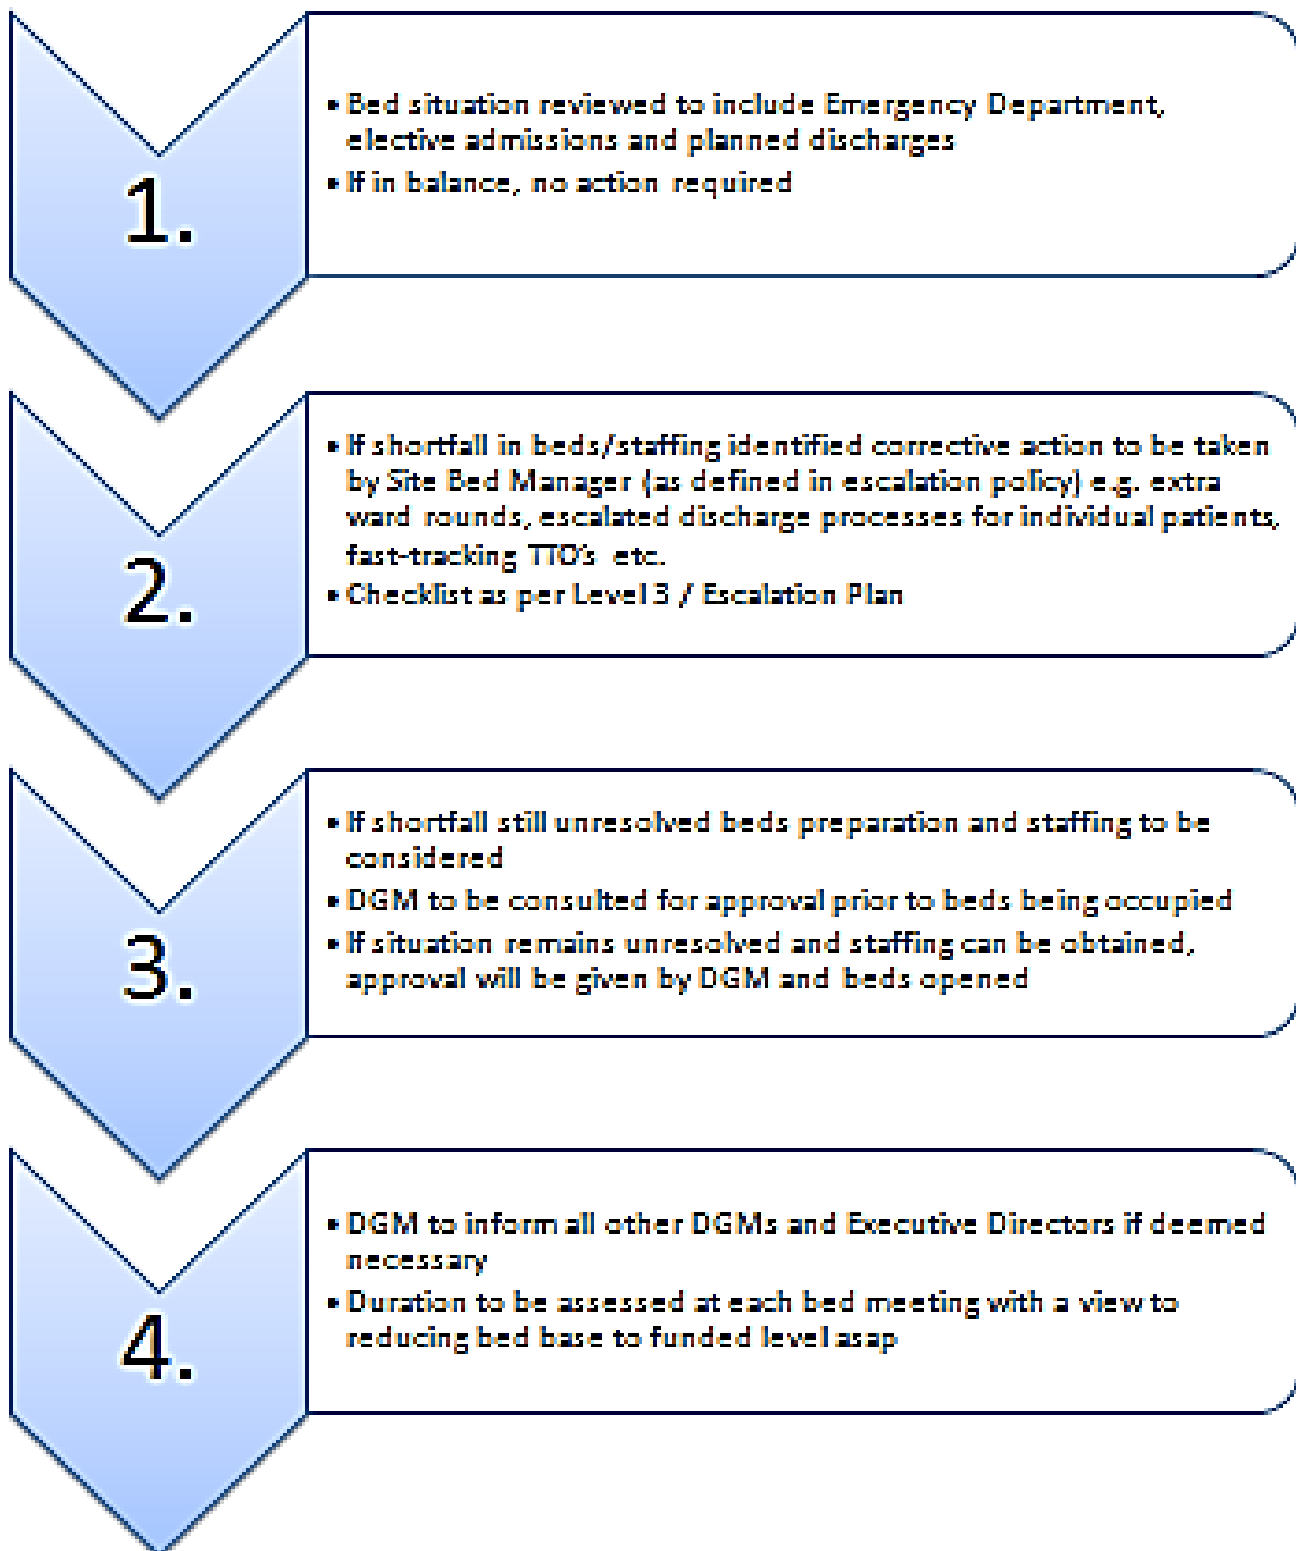 1.
• Bed situation reviewed to include Emergency Department,
elective admissions and planned discharges
• If in balance, no action required
2.
• If shortfall in beds/staffing identified corrective action to be taken
by Site Bed Manager (as defined in escalation policy) e.g. extra
ward rounds, escalated discharge processes for individual patients,
fast-tracking TTO's etc.
• Checklist as per Level 3 / Escalation Plan
3.
• If shortfall still unresolved beds preparation and staffing to be
considered
• DGM to be consulted for approval prior to beds being occupied
• If situation remains unresolved and staffing can be obtained,
approval will be given by DGM and beds opened
4.
• DGM to inform all other DGMs and Executive Directors if deemed
necessary
• Duration to be assessed at each bed meeting with a view to
reducing bed base to funded level asap